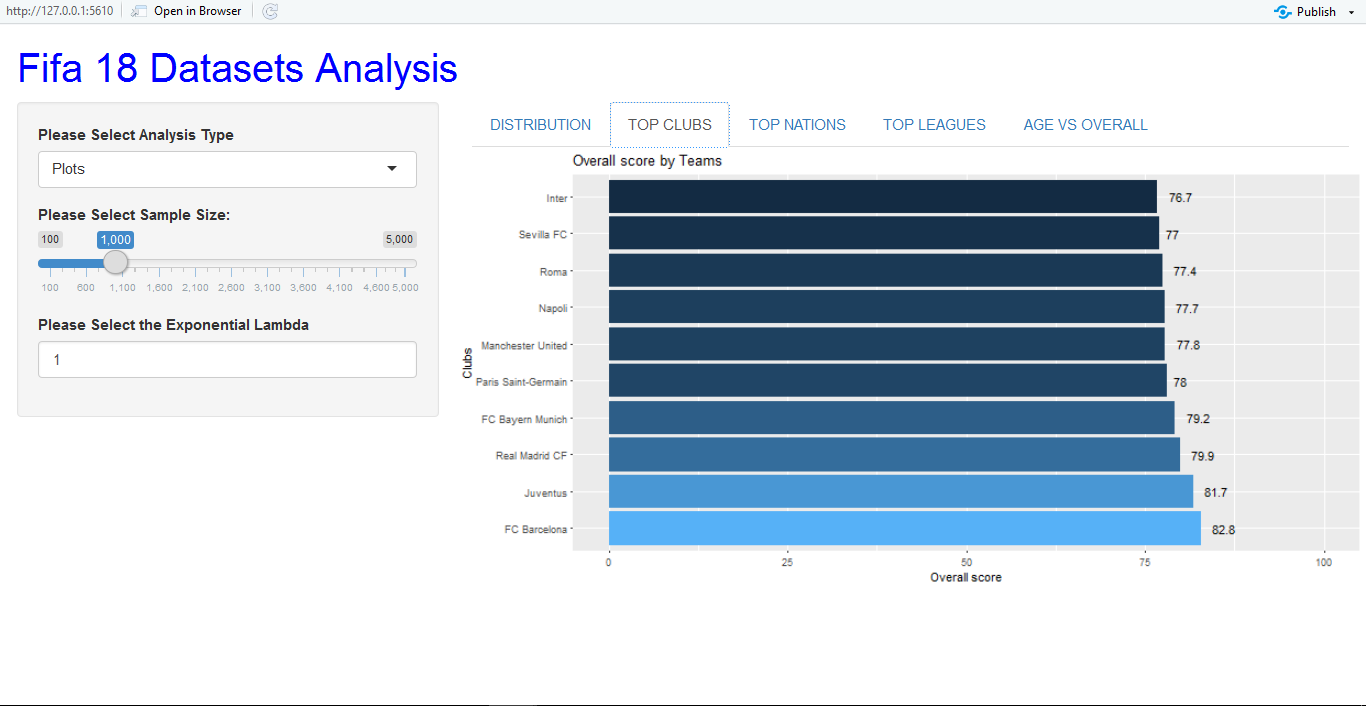 http://127.0.0.1:5610 Open in Browser Publish
Fifa 18 Datasets Analysis
Please Select Analysis Type
Plots
Please Select Sample Size:
100 1,000 5,000
100 600 1,100 1,600 2,100 2,600 3,100 3,600 4,100 4,600 5,000
Please Select the Exponential Lambda
1
DISTRIBUTION TOP CLUBS TOP NATIONS TOP LEAGUES AGE VS OVERALL
Overall score by Teams
Clubs
Inter 76.7
Sevilla FC 77
Roma 77.4
Napoli 77.7
Manchester United 77.8
Paris Saint-Germain 78
FC Bayern Munich 79.2
Real Madrid CF 79.9
Juventus 81.7
FC Barcelona 82.8
0 25 50 75 100
Overall score